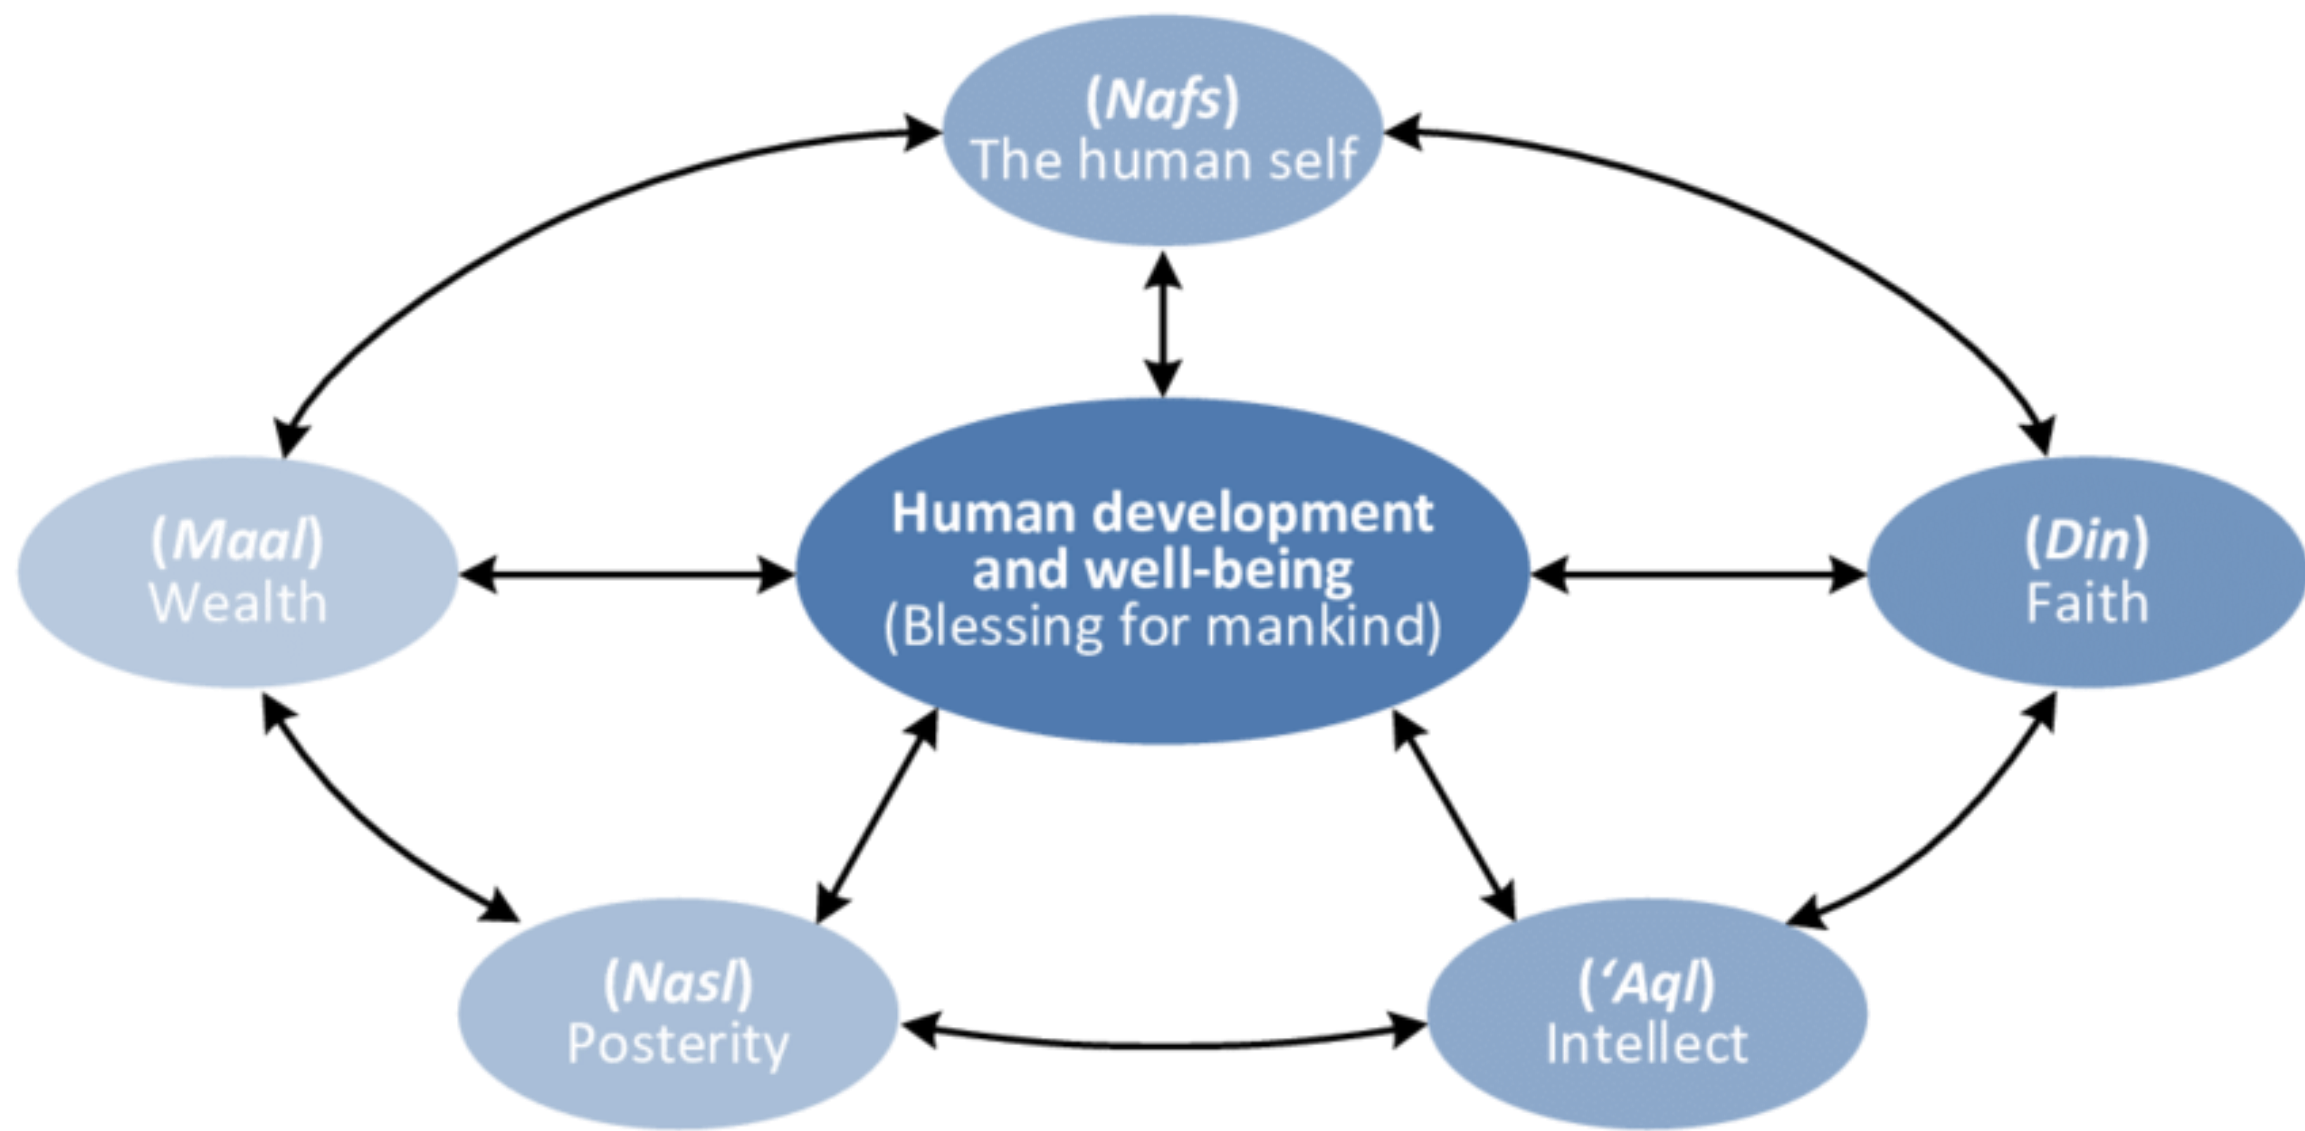 (Nafs)
The human self
(Maal)
Wealth
Human development
and well-being
(Blessing for mankind)
(Din)
Faith
(Nasl)
Posterity
(‘Aql)
Intellect